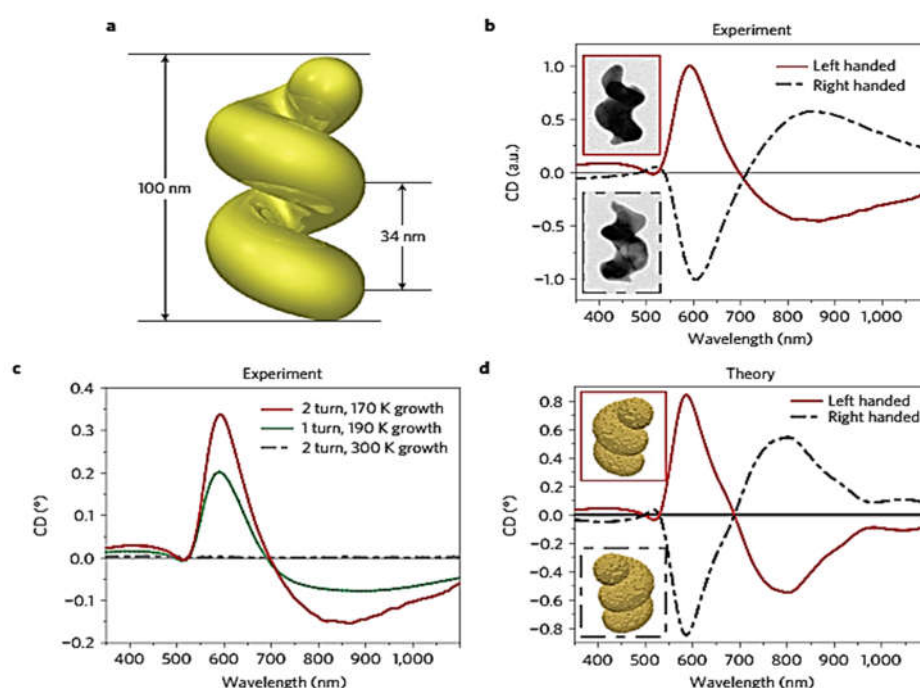 a
100 nm
34 nm
b
Experiment
Left handed
Right handed
CD (a.u.)
1.0
0.5
0.0
−0.5
−1.0
400 500 600 700 800 900 1,000
Wavelength (nm)
c
Experiment
2 turn, 170 K growth
1 turn, 190 K growth
2 turn, 300 K growth
CD (°)
0.4
0.3
0.2
0.1
0.0
−0.1
−0.2
400 500 600 700 800 900 1,000
Wavelength (nm)
d
Theory
Left handed
Right handed
CD (°)
0.8
0.6
0.4
0.2
0.0
−0.2
−0.4
−0.6
−0.8
400 500 600 700 800 900 1,000
Wavelength (nm)